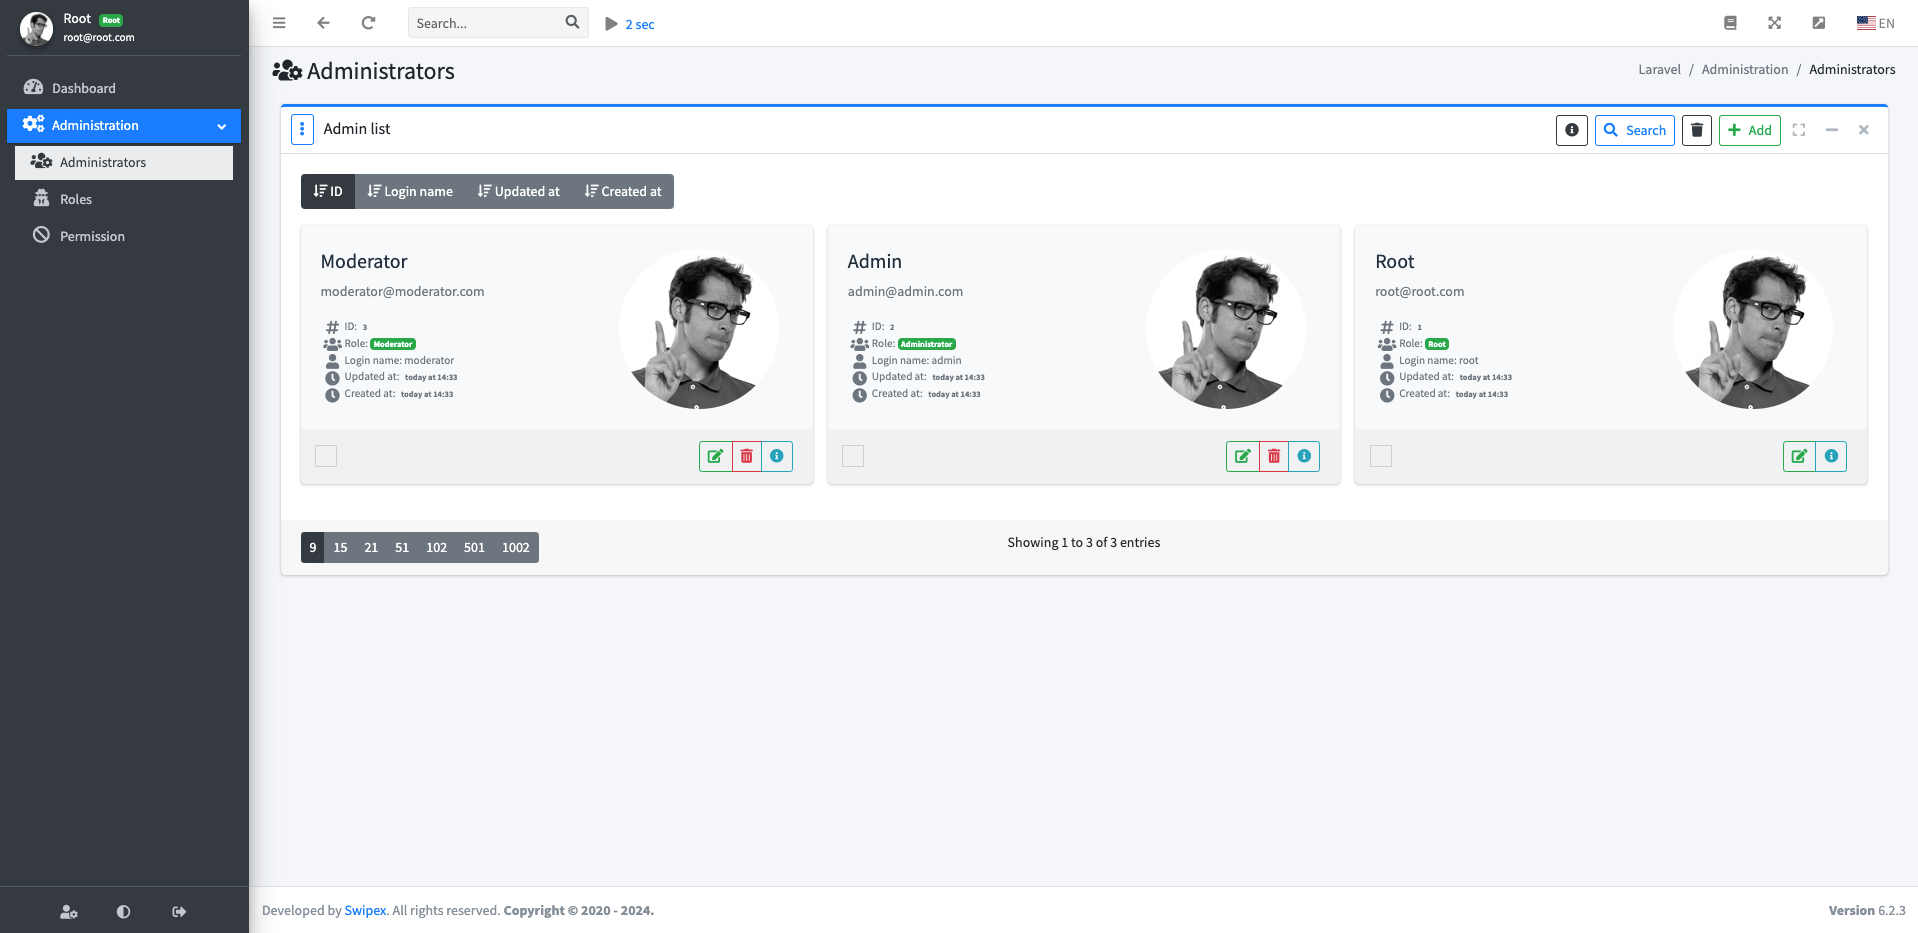 Root Root
root@root.com
Dashboard
Administration
Administrators
Roles
Permission
Search...
2 sec
EN
Administrators
Laravel / Administration / Administrators
Admin list
Search
Add
ID Login name Updated at Created at
Moderator
moderator@moderator.com
ID: 3
Role: Moderator
Login name: moderator
Updated at: today at 14:33
Created at: today at 14:33
Admin
admin@admin.com
ID: 2
Role: Administrator
Login name: admin
Updated at: today at 14:33
Created at: today at 14:33
Root
root@root.com
ID: 1
Role: Root
Login name: root
Updated at: today at 14:33
Created at: today at 14:33
9 15 21 51 102 501 1002
Showing 1 to 3 of 3 entries
Developed by Swipex. All rights reserved. Copyright © 2020 - 2024.
Version 6.2.3